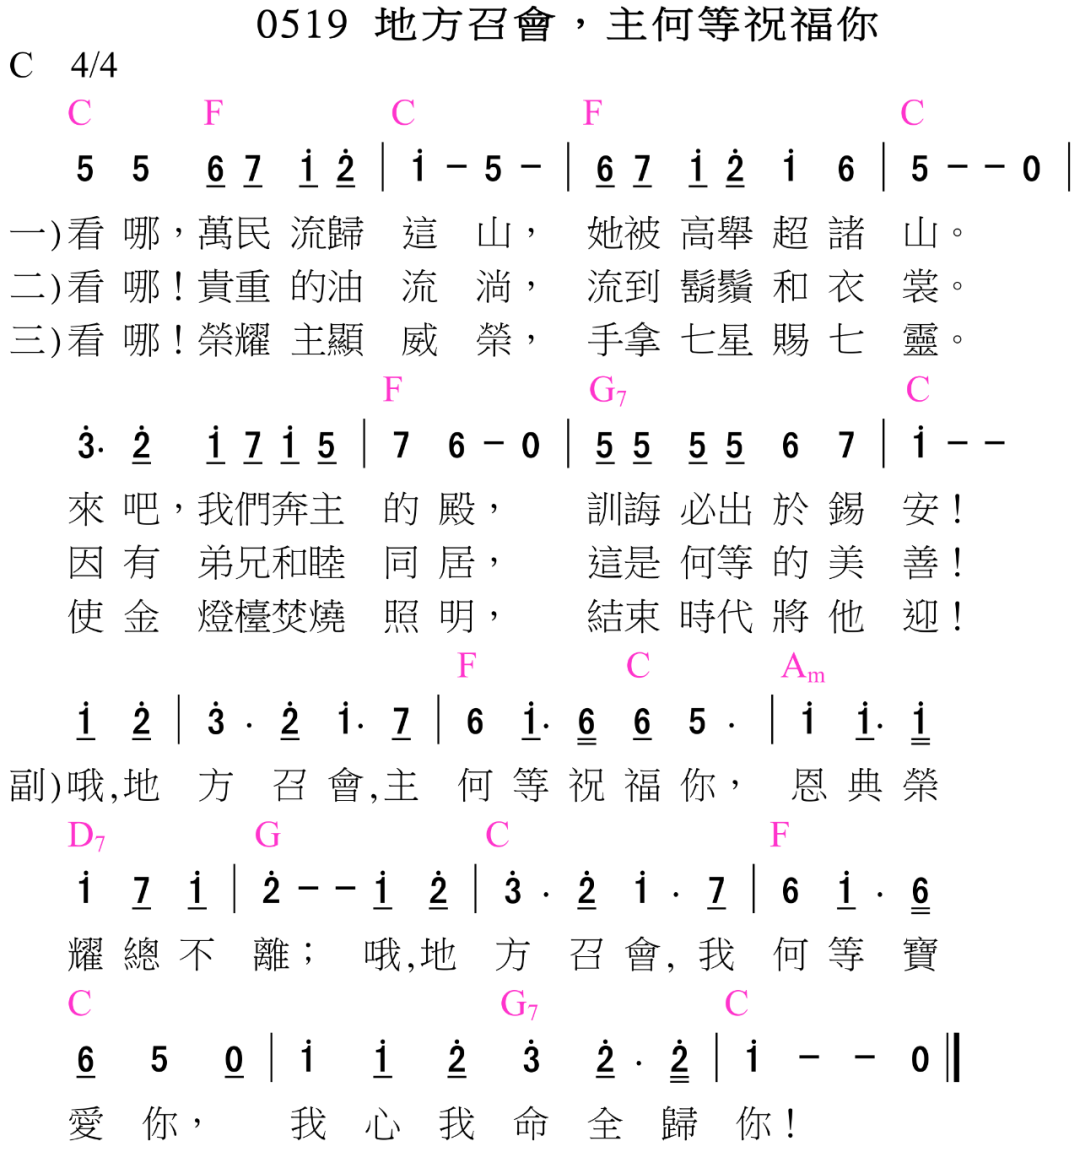 0519 地方召會，主何等祝福你
C 4/4
C F C F C
5 5 6 7 i 2̇ | i － 5 － | 6 7 i 2̇ i 6 | 5 － － 0 |
一)看 哪，萬民 流歸 這 山， 她被 高舉 超 諸 山。
二)看 哪！貴重 的油 流 淌， 流到 鬍鬚 和 衣 裳。
三)看 哪！榮耀 主顯 威 榮， 手拿 七星 賜 七 靈。
F G7 C
3̇· 2̇ i 7 i 5 | 7 6 － 0 | 5 5 5 5 6 7 | i － －
來 吧，我們奔主 的 殿， 訓誨 必出 於 錫 安！
因 有 弟兄和睦 同 居， 這是 何等 的 美 善！
使 金 燈檯焚燒 照 明， 結束 時代 將 他 迎！
F C Am
i 2̇ | 3̇ · 2̇ i· 7 | 6 i· 6 6 5 · | i i· i
副)哦,地 方 召 會,主 何 等 祝 福 你， 恩 典 榮
D7 G C F
i 7 i | 2̇ － － i 2̇ | 3̇ · 2̇ i · 7 | 6 i · 6
耀 總 不 離； 哦,地 方 召 會, 我 何 等 寶
C G7 C
6 5 0 | i i 2̇ 3̇ 2̇ · 2̇ | i － － 0
愛 你， 我 心 我 命 全 歸 你！